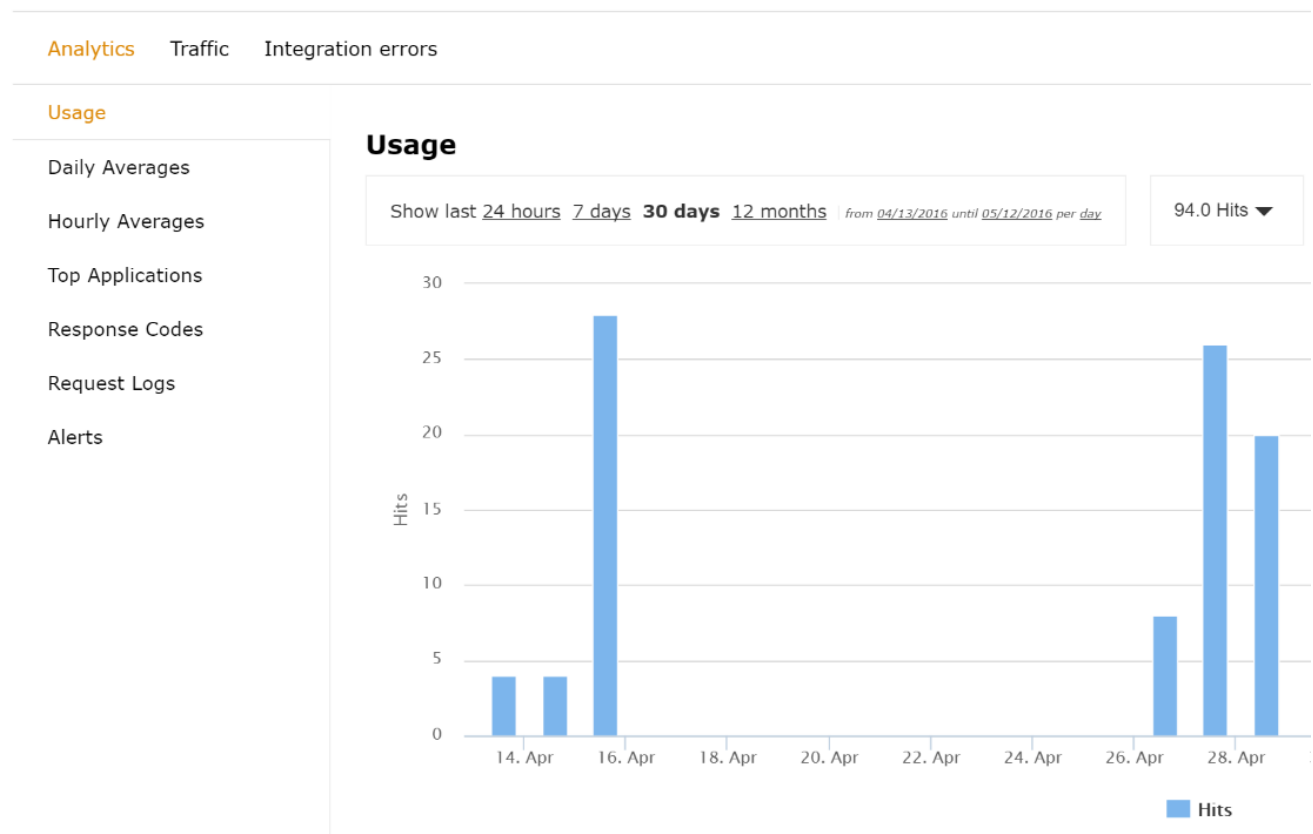 Analytics Traffic Integration errors
Usage
Daily Averages
Hourly Averages
Top Applications
Response Codes
Request Logs
Alerts
Usage
Show last 24 hours 7 days 30 days 12 months from 04/13/2016 until 05/12/2016 per day
94.0 Hits
30
25
20
15
10
5
0
Hits
14. Apr 16. Apr 18. Apr 20. Apr 22. Apr 24. Apr 26. Apr 28. Apr
Hits